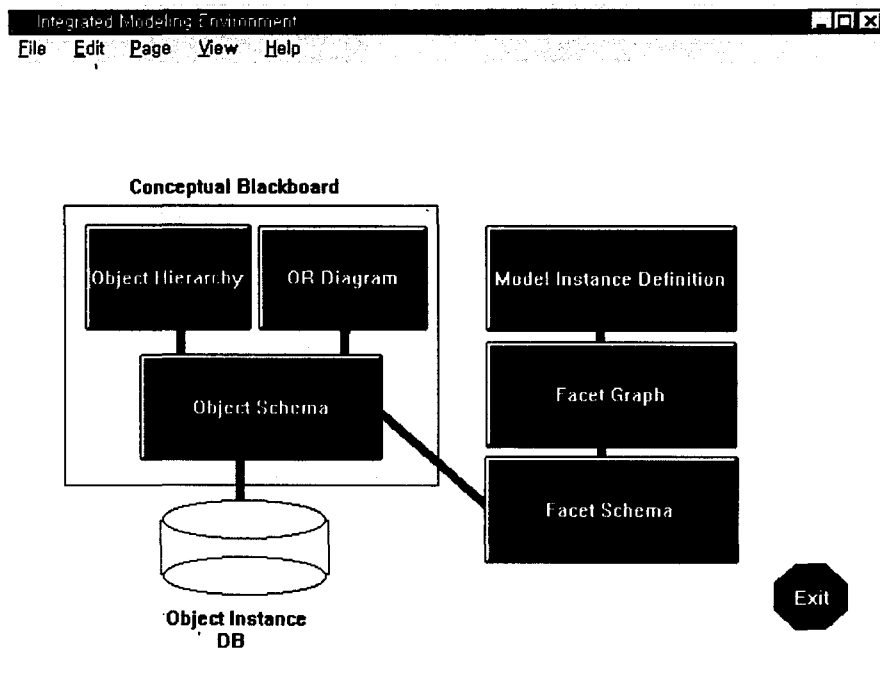 Integrated Modeling Environment
File Edit Page View Help
Conceptual Blackboard
Object Hierarchy
OR Diagram
Model Instance Definition
Object Schema
Facet Graph
Facet Schema
Exit
Object Instance
DB